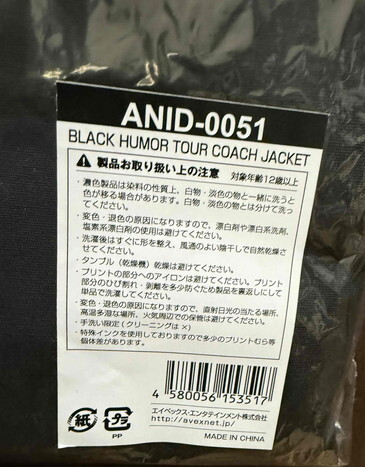 ANID-0051
BLACK HUMOR TOUR COACH JACKET
製品お取り扱い上の注意 対象年齢12歳以上
・濃色製品は染料の性質上、白物・淡色の物と一緒に洗うと
色が移る場合があります。白物・淡色の物とは分けて洗っ
てください。
・変色・退色の原因になりますので、漂白剤や漂白系洗剤、
塩素系漂白剤の使用は避けてください。
・洗濯後はすぐに形を整え、風通のよい陰干しで自然乾燥さ
せてください。
・タンブル(乾燥機)乾燥は避けてください。
・プリントの部分へのアイロンは避けてください。プリント
部分のひび割れ・剥離を多少防ぐため製品を裏返しにして
単品で洗濯してください。
・変色・退色の原因になりますので、直射日光の当たる場所、
高温多湿な場所、火気周辺での保管は避けてください。
・手洗い限定(クリーニングは×)
・特殊インクを使用しておりますので多少のプリントむら等
個体差があります。
4 580056 153517
エイベックス・エンタテインメント株式会社
http://avexnet.jp/
MADE IN CHINA
紙
プラ
PP